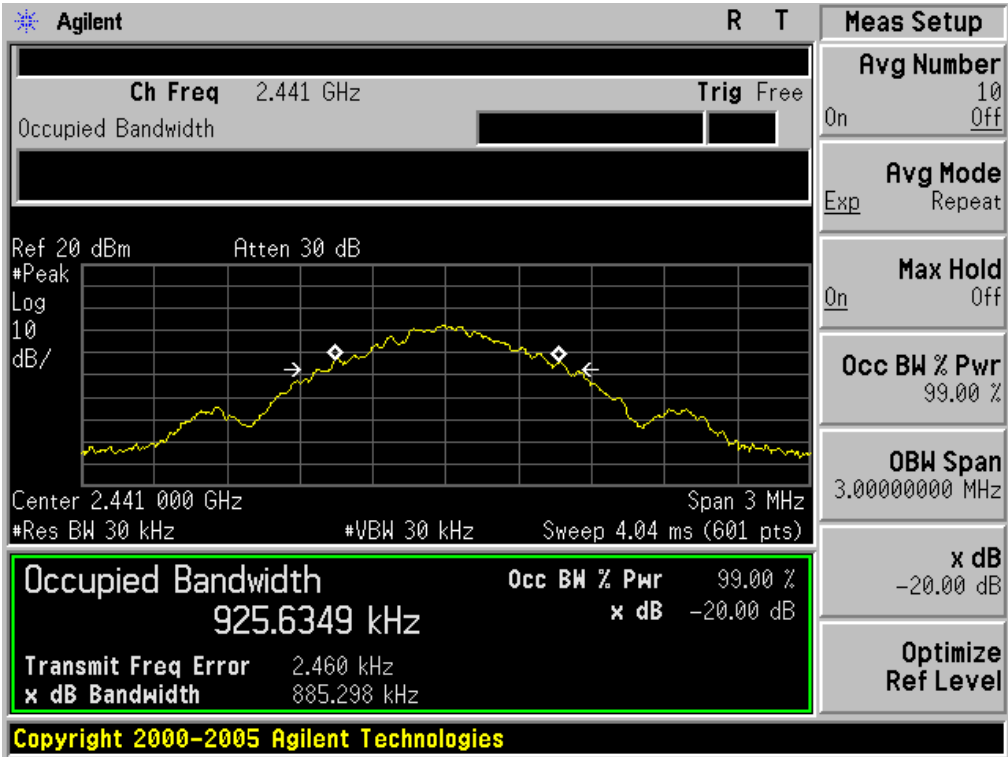 Agilent R T
Ch Freq 2.441 GHz Trig Free
Occupied Bandwidth
Ref 20 dBm Atten 30 dB
#Peak
Log
10
dB/
Center 2.441 000 GHz Span 3 MHz
#Res BW 30 kHz #VBW 30 kHz Sweep 4.04 ms (601 pts)
Occupied Bandwidth
925.6349 kHz
Occ BW % Pwr 99.00 %
x dB -20.00 dB
Transmit Freq Error 2.460 kHz
x dB Bandwidth 885.298 kHz
Copyright 2000-2005 Agilent Technologies
Meas Setup
Avg Number
10
On Off
Avg Mode
Exp Repeat
Max Hold
On Off
Occ BW % Pwr
99.00 %
OBW Span
3.00000000 MHz
x dB
-20.00 dB
Optimize
Ref Level